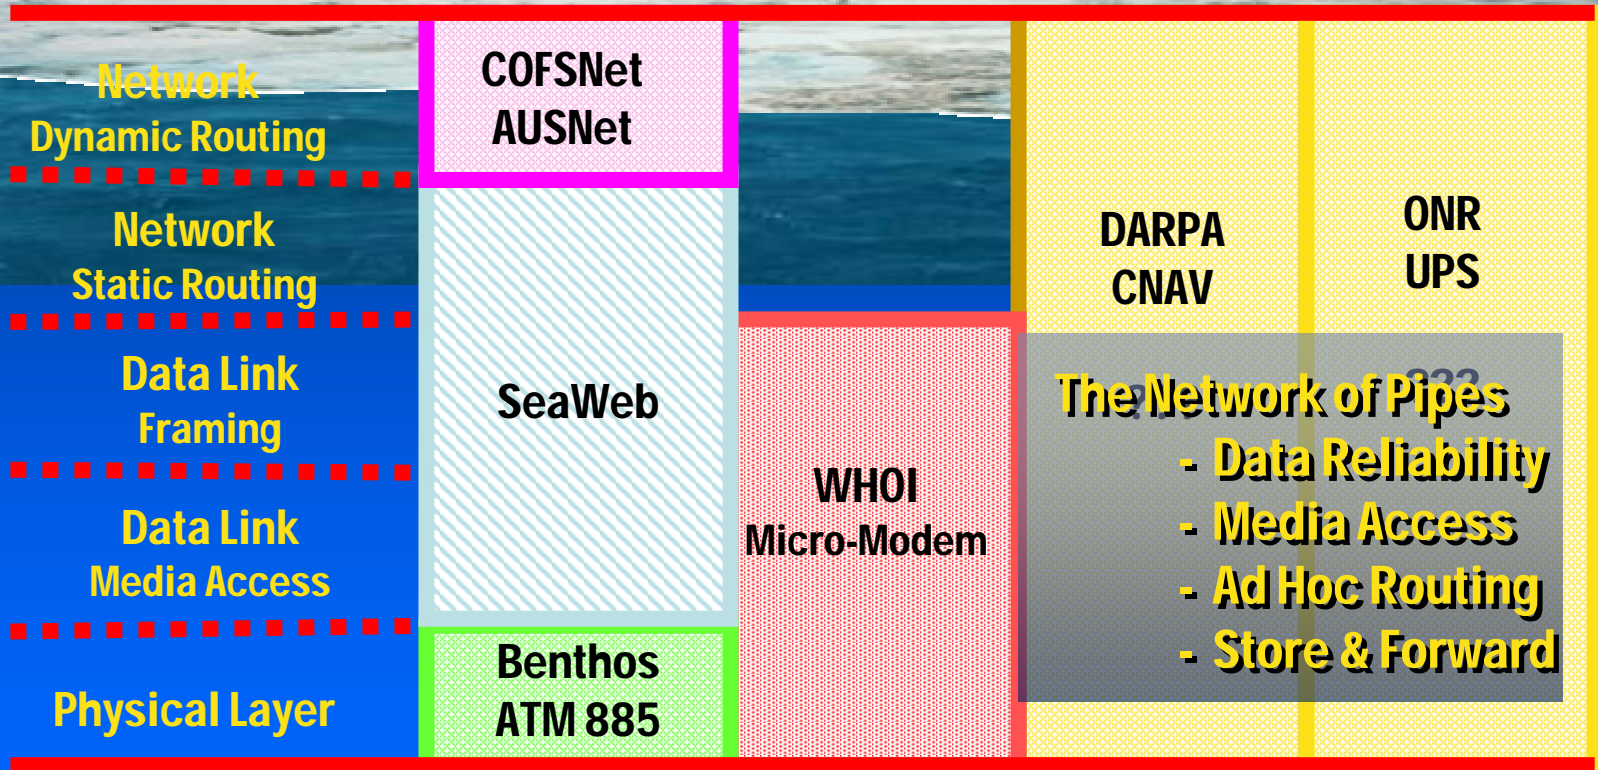 Network
Dynamic Routing
Network
Static Routing
Data Link
Framing
Data Link
Media Access
Physical Layer
COFSNet
AUSNet
SeaWeb
Benthos
ATM 885
WHOI
Micro-Modem
DARPA
CNAV
ONR
UPS
???
The Network of Pipes
- Data Reliability
- Media Access
- Ad Hoc Routing
- Store & Forward